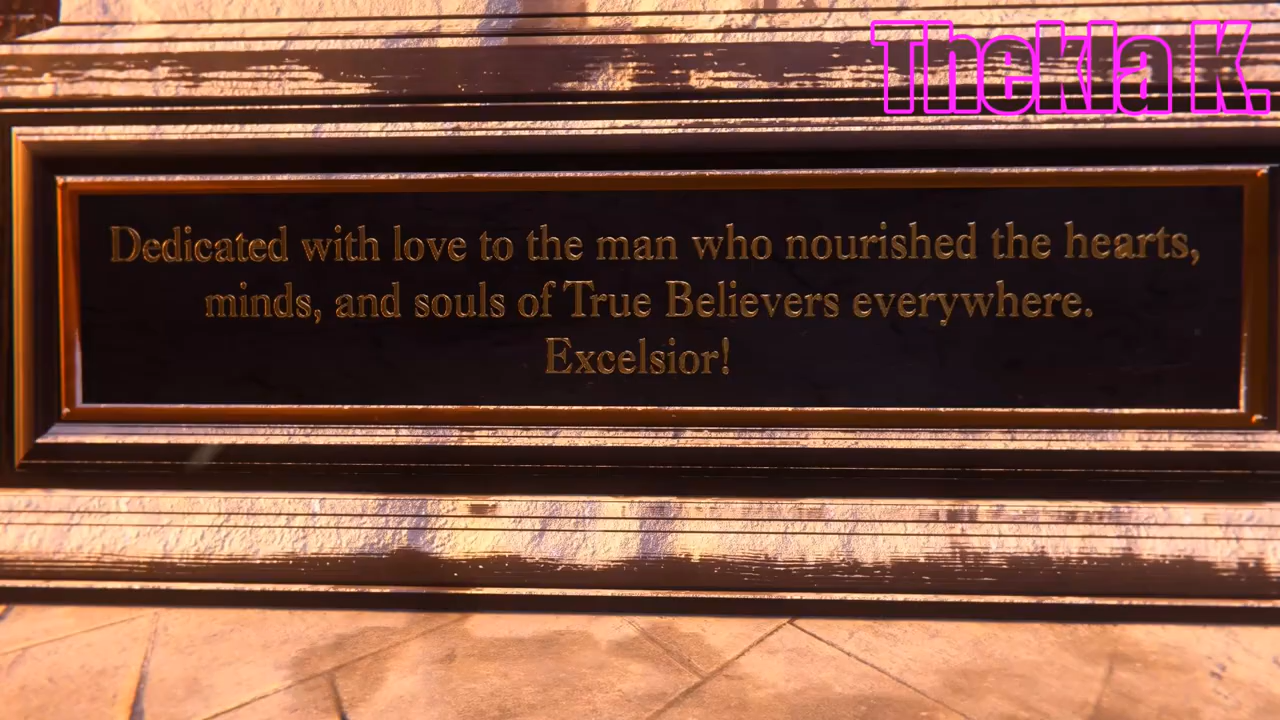 Thekla K.
Dedicated with love to the man who nourished the hearts,
minds, and souls of True Believers everywhere.
Excelsior!